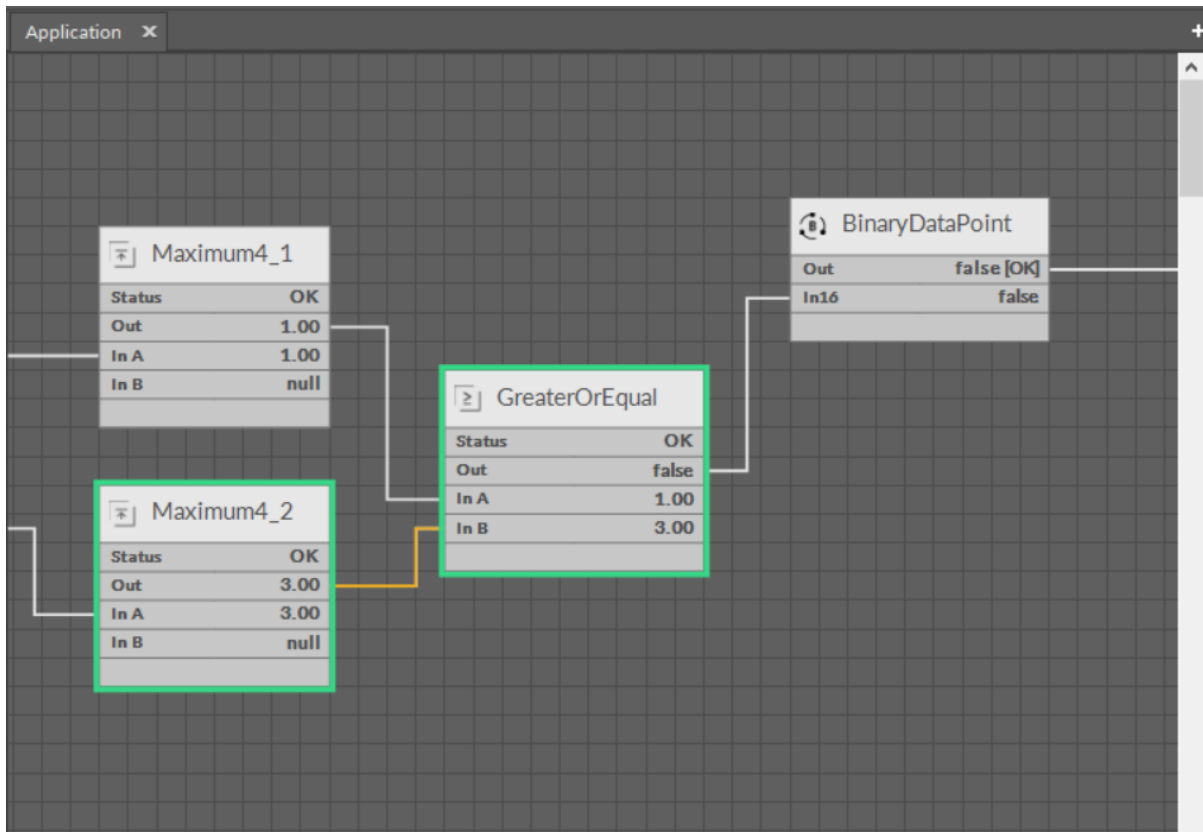 Application ×
+
BinaryDataPoint
Out false [OK]
In16 false
Maximum4_1
Status OK
Out 1.00
In A 1.00
In B null
GreaterOrEqual
Status OK
Out false
In A 1.00
In B 3.00
Maximum4_2
Status OK
Out 3.00
In A 3.00
In B null